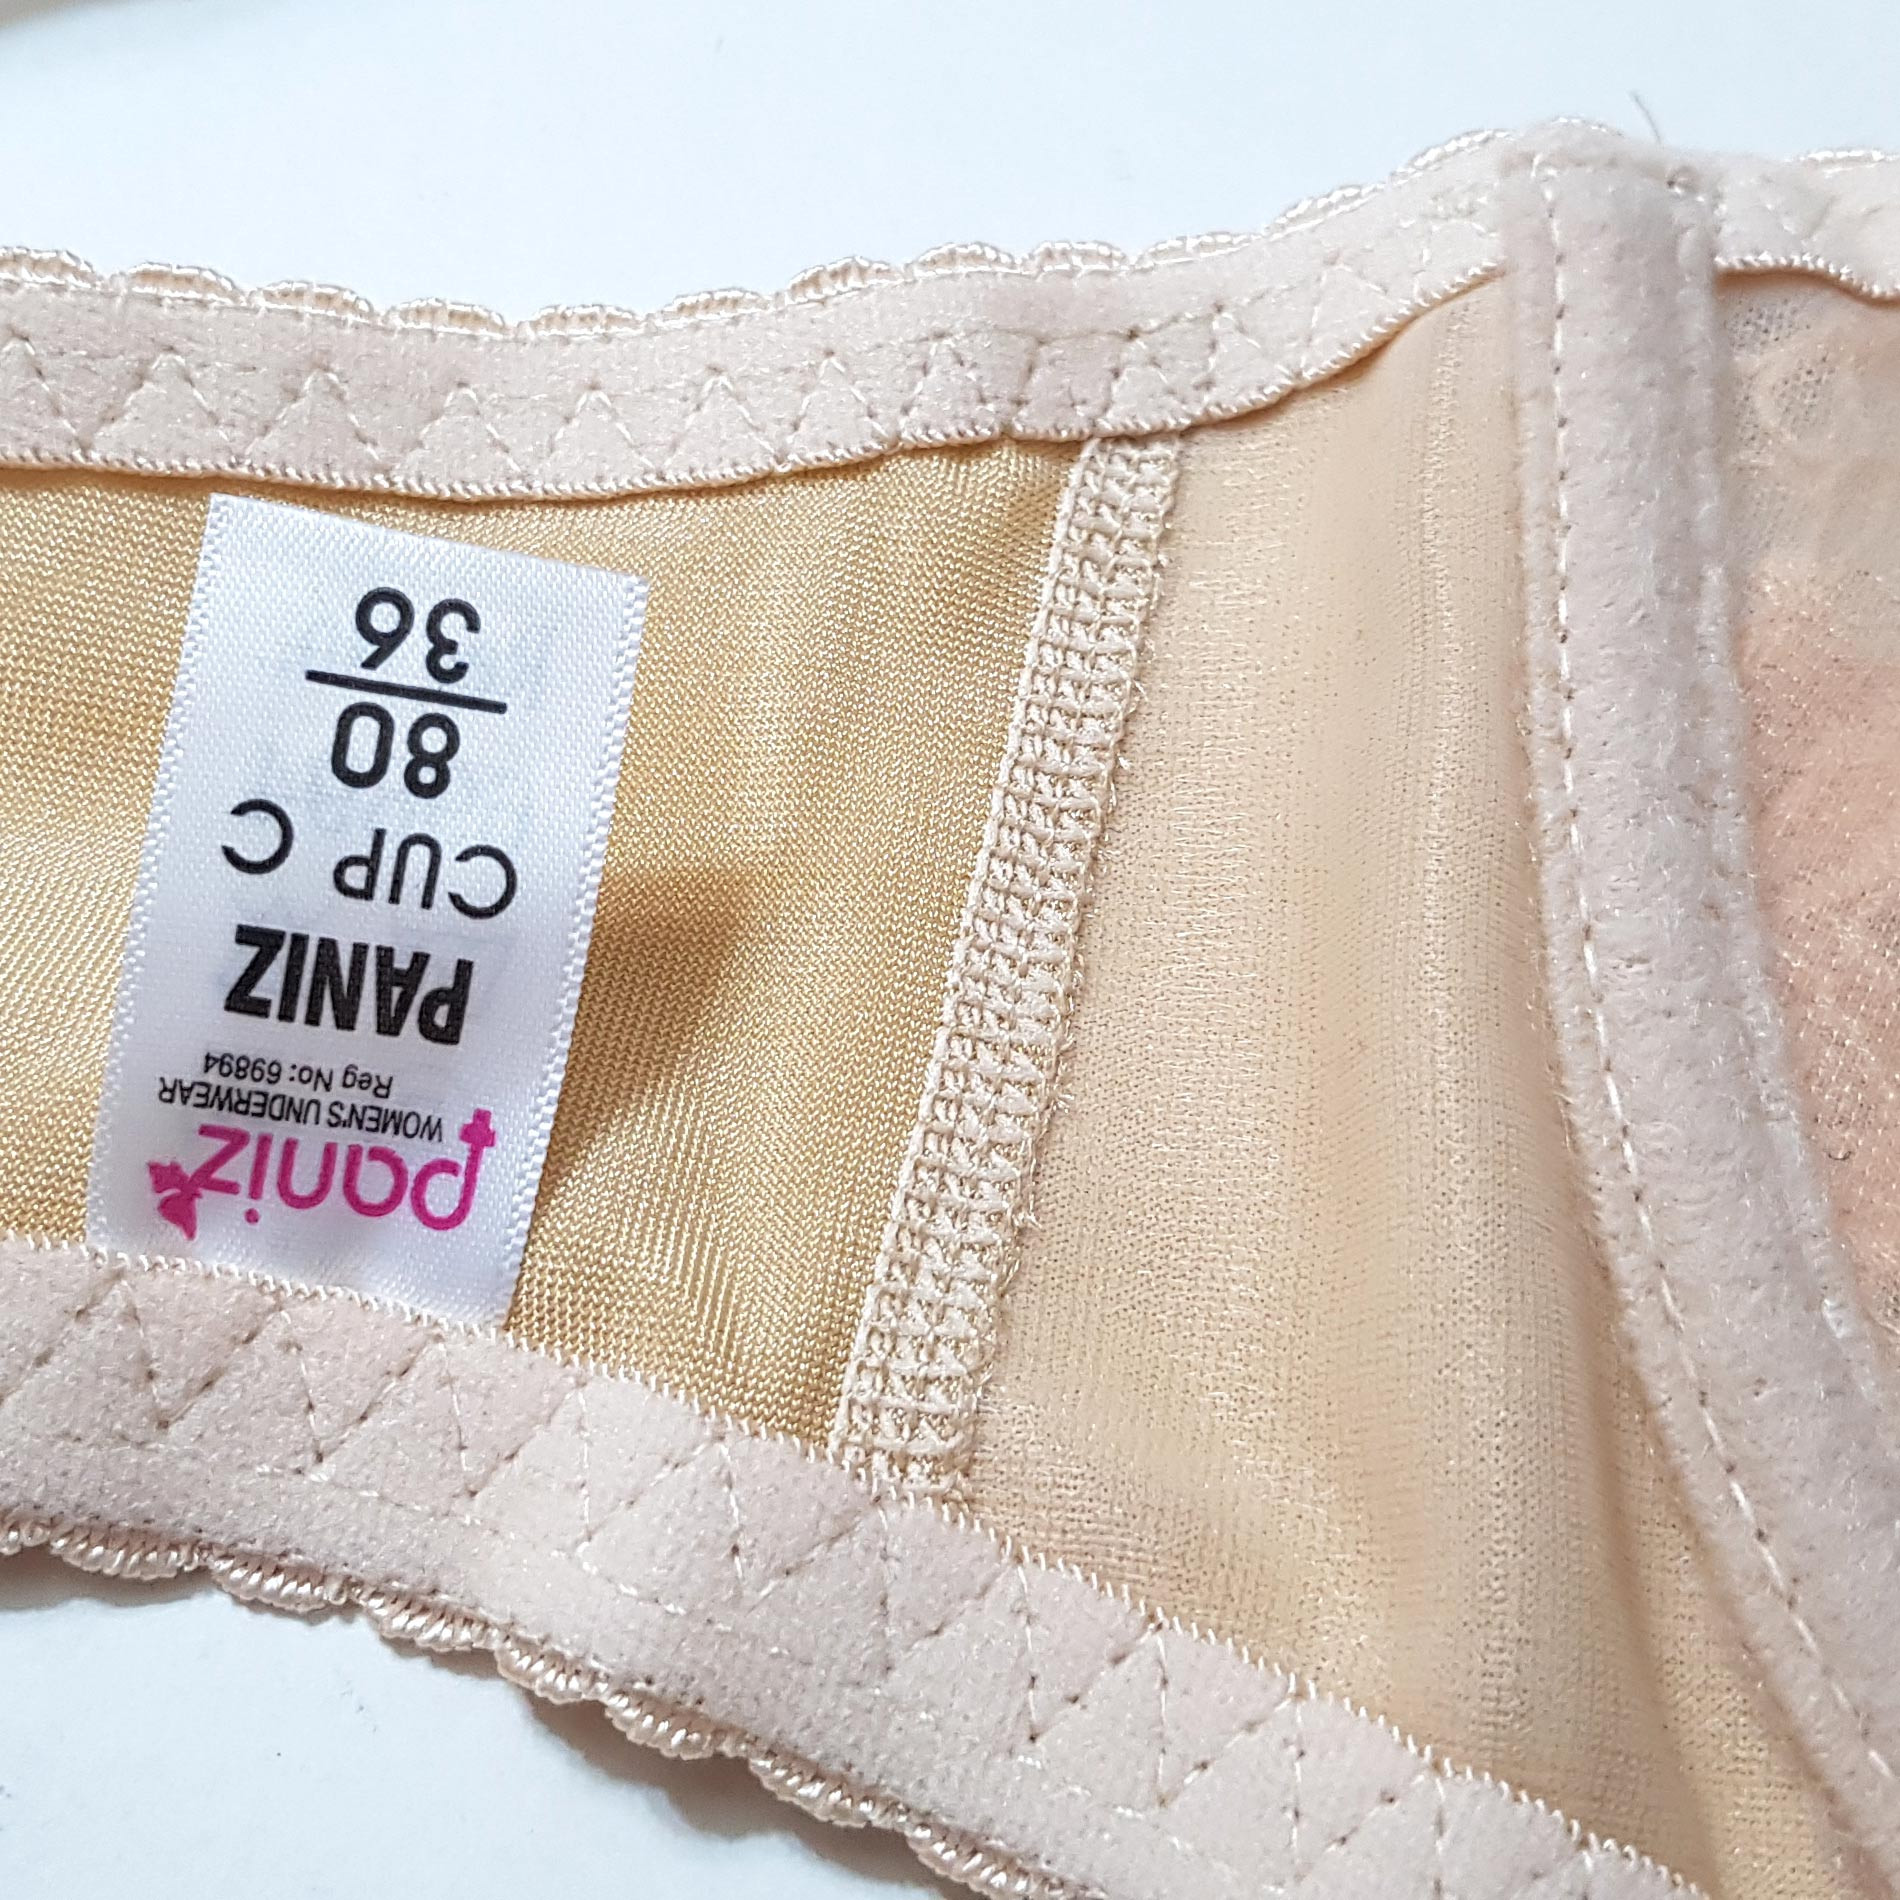 paniz
WOMEN'S UNDERWEAR
Reg No: 69894
PANIZ
CUP C
80
36